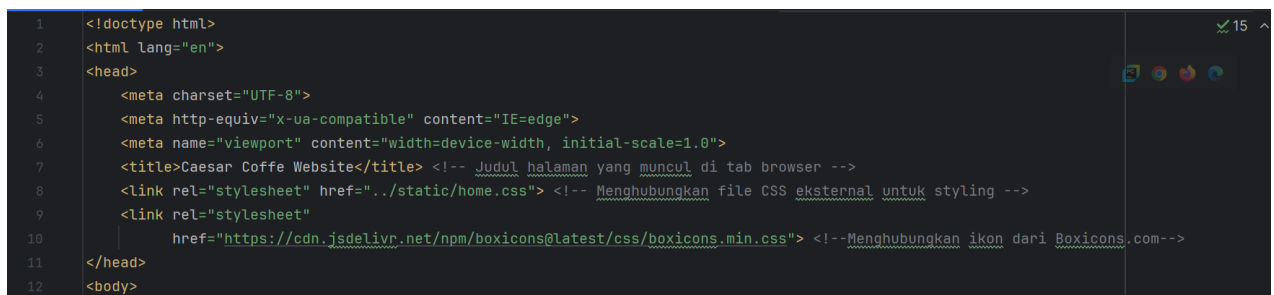 15
1 <!doctype html>
2 <html lang="en">
3 <head>
4 <meta charset="UTF-8">
5 <meta http-equiv="x-ua-compatible" content="IE=edge">
6 <meta name="viewport" content="width=device-width, initial-scale=1.0">
7 <title>Caesar Coffe Website</title> <!-- Judul halaman yang muncul di tab browser -->
8 <link rel="stylesheet" href="../static/home.css"> <!-- Menghubungkan file CSS eksternal untuk styling -->
9 <link rel="stylesheet"
10 href="https://cdn.jsdelivr.net/npm/boxicons@latest/css/boxicons.min.css"> <!--Menghubungkan ikon dari Boxicons.com-->
11 </head>
12 <body>